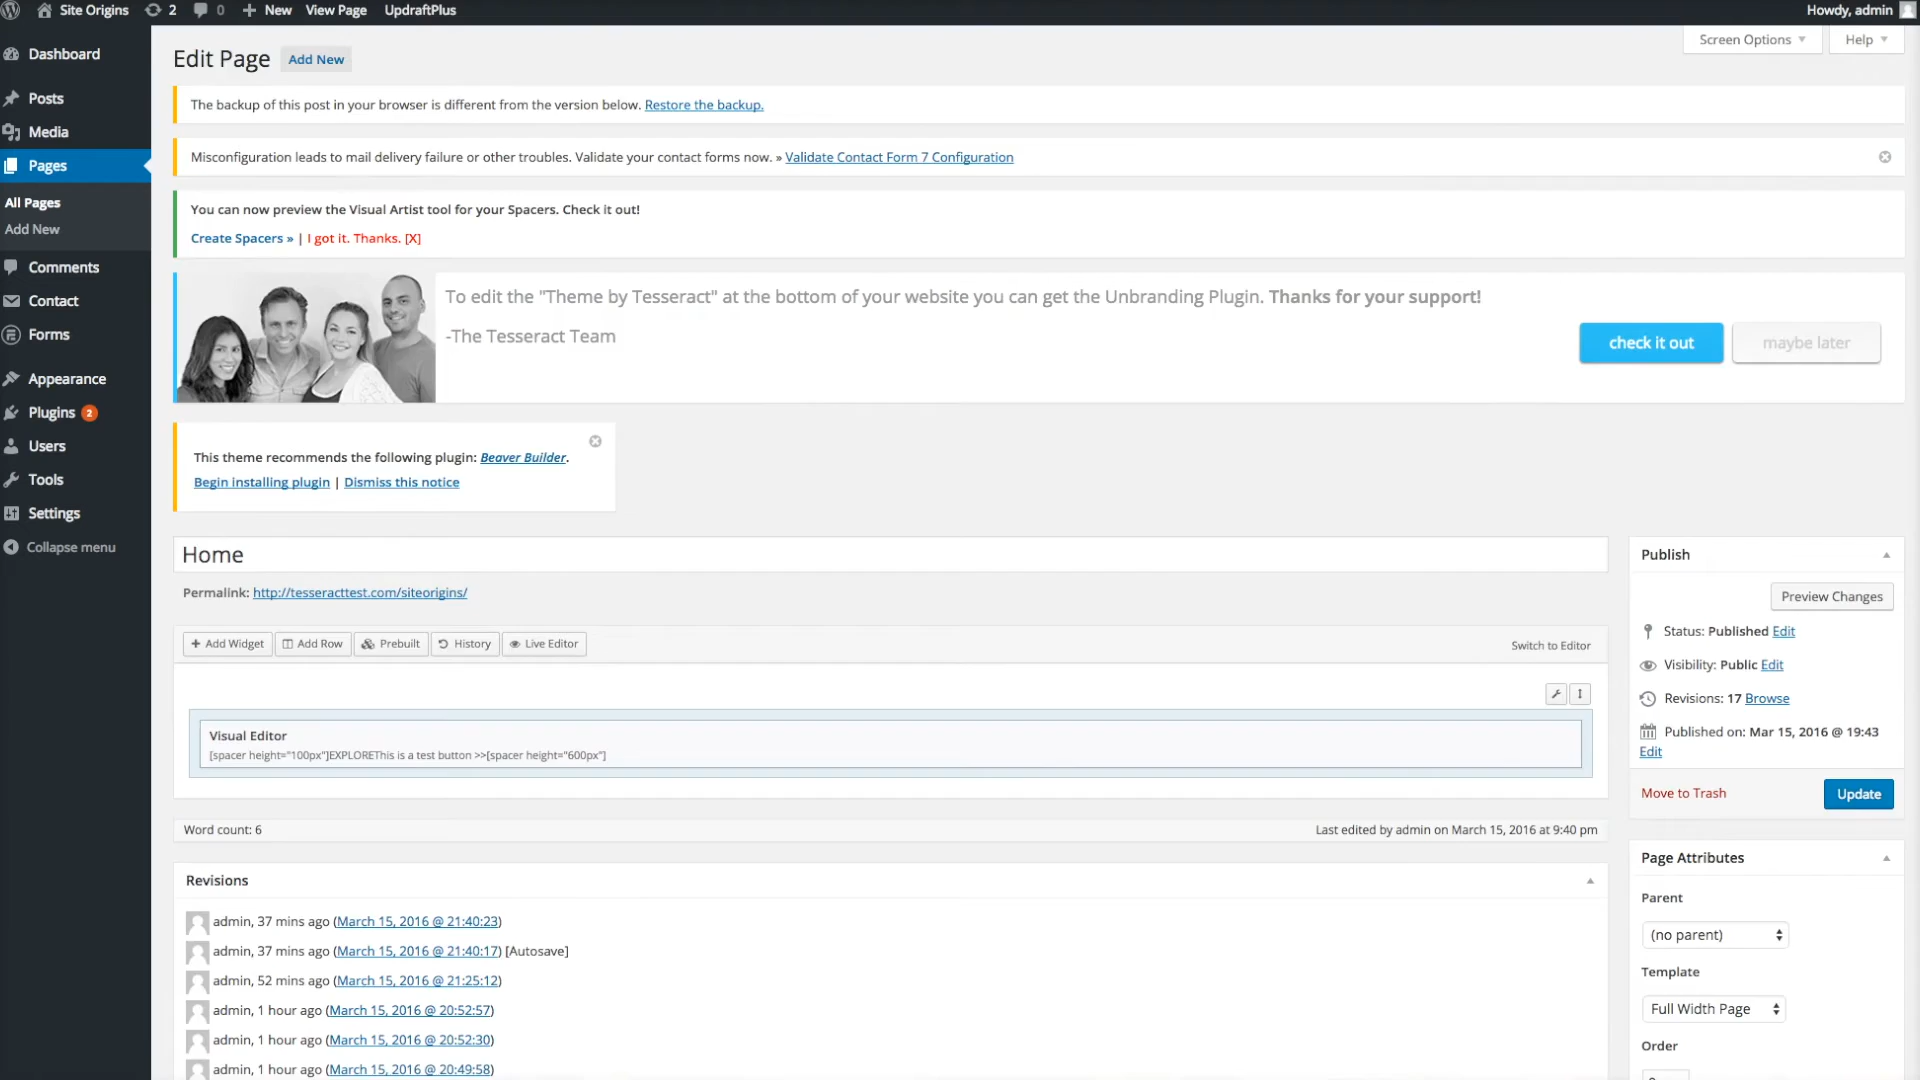 Site Origins 2 0 New View Page UpdraftPlus Howdy, admin
Screen Options Help
Dashboard
Posts
Media
Pages
All Pages
Add New
Comments
Contact
Forms
Appearance
Plugins 2
Users
Tools
Settings
Collapse menu
Edit Page Add New
The backup of this post in your browser is different from the version below. Restore the backup.
Misconfiguration leads to mail delivery failure or other troubles. Validate your contact forms now. » Validate Contact Form 7 Configuration
You can now preview the Visual Artist tool for your Spacers. Check it out!
Create Spacers » | I got it. Thanks. [X]
To edit the "Theme by Tesseract" at the bottom of your website you can get the Unbranding Plugin. Thanks for your support!
-The Tesseract Team
check it out maybe later
This theme recommends the following plugin: Beaver Builder.
Begin installing plugin | Dismiss this notice
Home
Permalink: http://tesseracttest.com/siteorigins/
Add Widget Add Row Prebuilt History Live Editor Switch to Editor
Visual Editor
[spacer height="100px"]EXPLOREThis is a test button >>[spacer height="600px"]
Word count: 6 Last edited by admin on March 15, 2016 at 9:40 pm
Revisions
admin, 37 mins ago (March 15, 2016 @ 21:40:23)
admin, 37 mins ago (March 15, 2016 @ 21:40:17) [Autosave]
admin, 52 mins ago (March 15, 2016 @ 21:25:12)
admin, 1 hour ago (March 15, 2016 @ 20:52:57)
admin, 1 hour ago (March 15, 2016 @ 20:52:30)
admin, 1 hour ago (March 15, 2016 @ 20:49:58)
Publish
Preview Changes
Status: Published Edit
Visibility: Public Edit
Revisions: 17 Browse
Published on: Mar 15, 2016 @ 19:43
Edit
Move to Trash Update
Page Attributes
Parent
(no parent)
Template
Full Width Page
Order